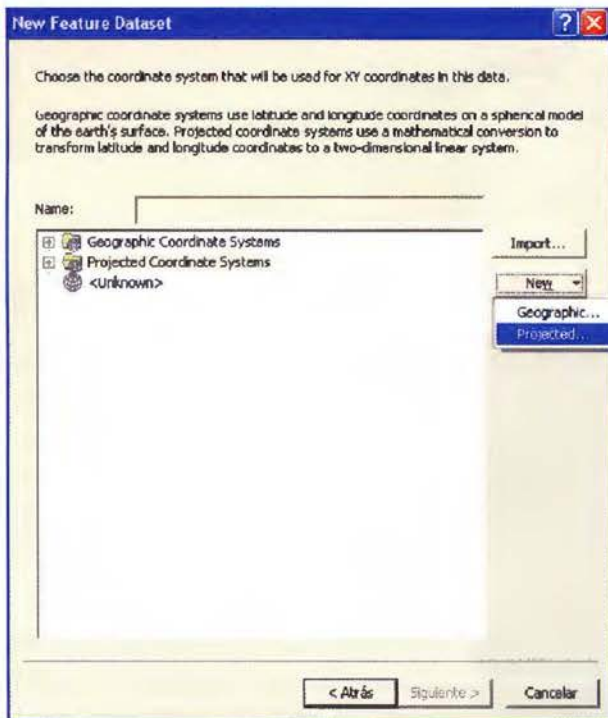 New Feature Dataset
Choose the coordinate system that will be used for XY coordinates in this data.
Geographic coordinate systems use latitude and longitude coordinates on a spherical model
of the earth's surface. Projected coordinate systems use a mathematical conversion to
transform latitude and longitude coordinates to a two-dimensional linear system.
Name:
Geographic Coordinate Systems
Projected Coordinate Systems
<Unknown>
Import...
New
Geographic...
Projected...
< Atrás
Siguiente >
Cancelar